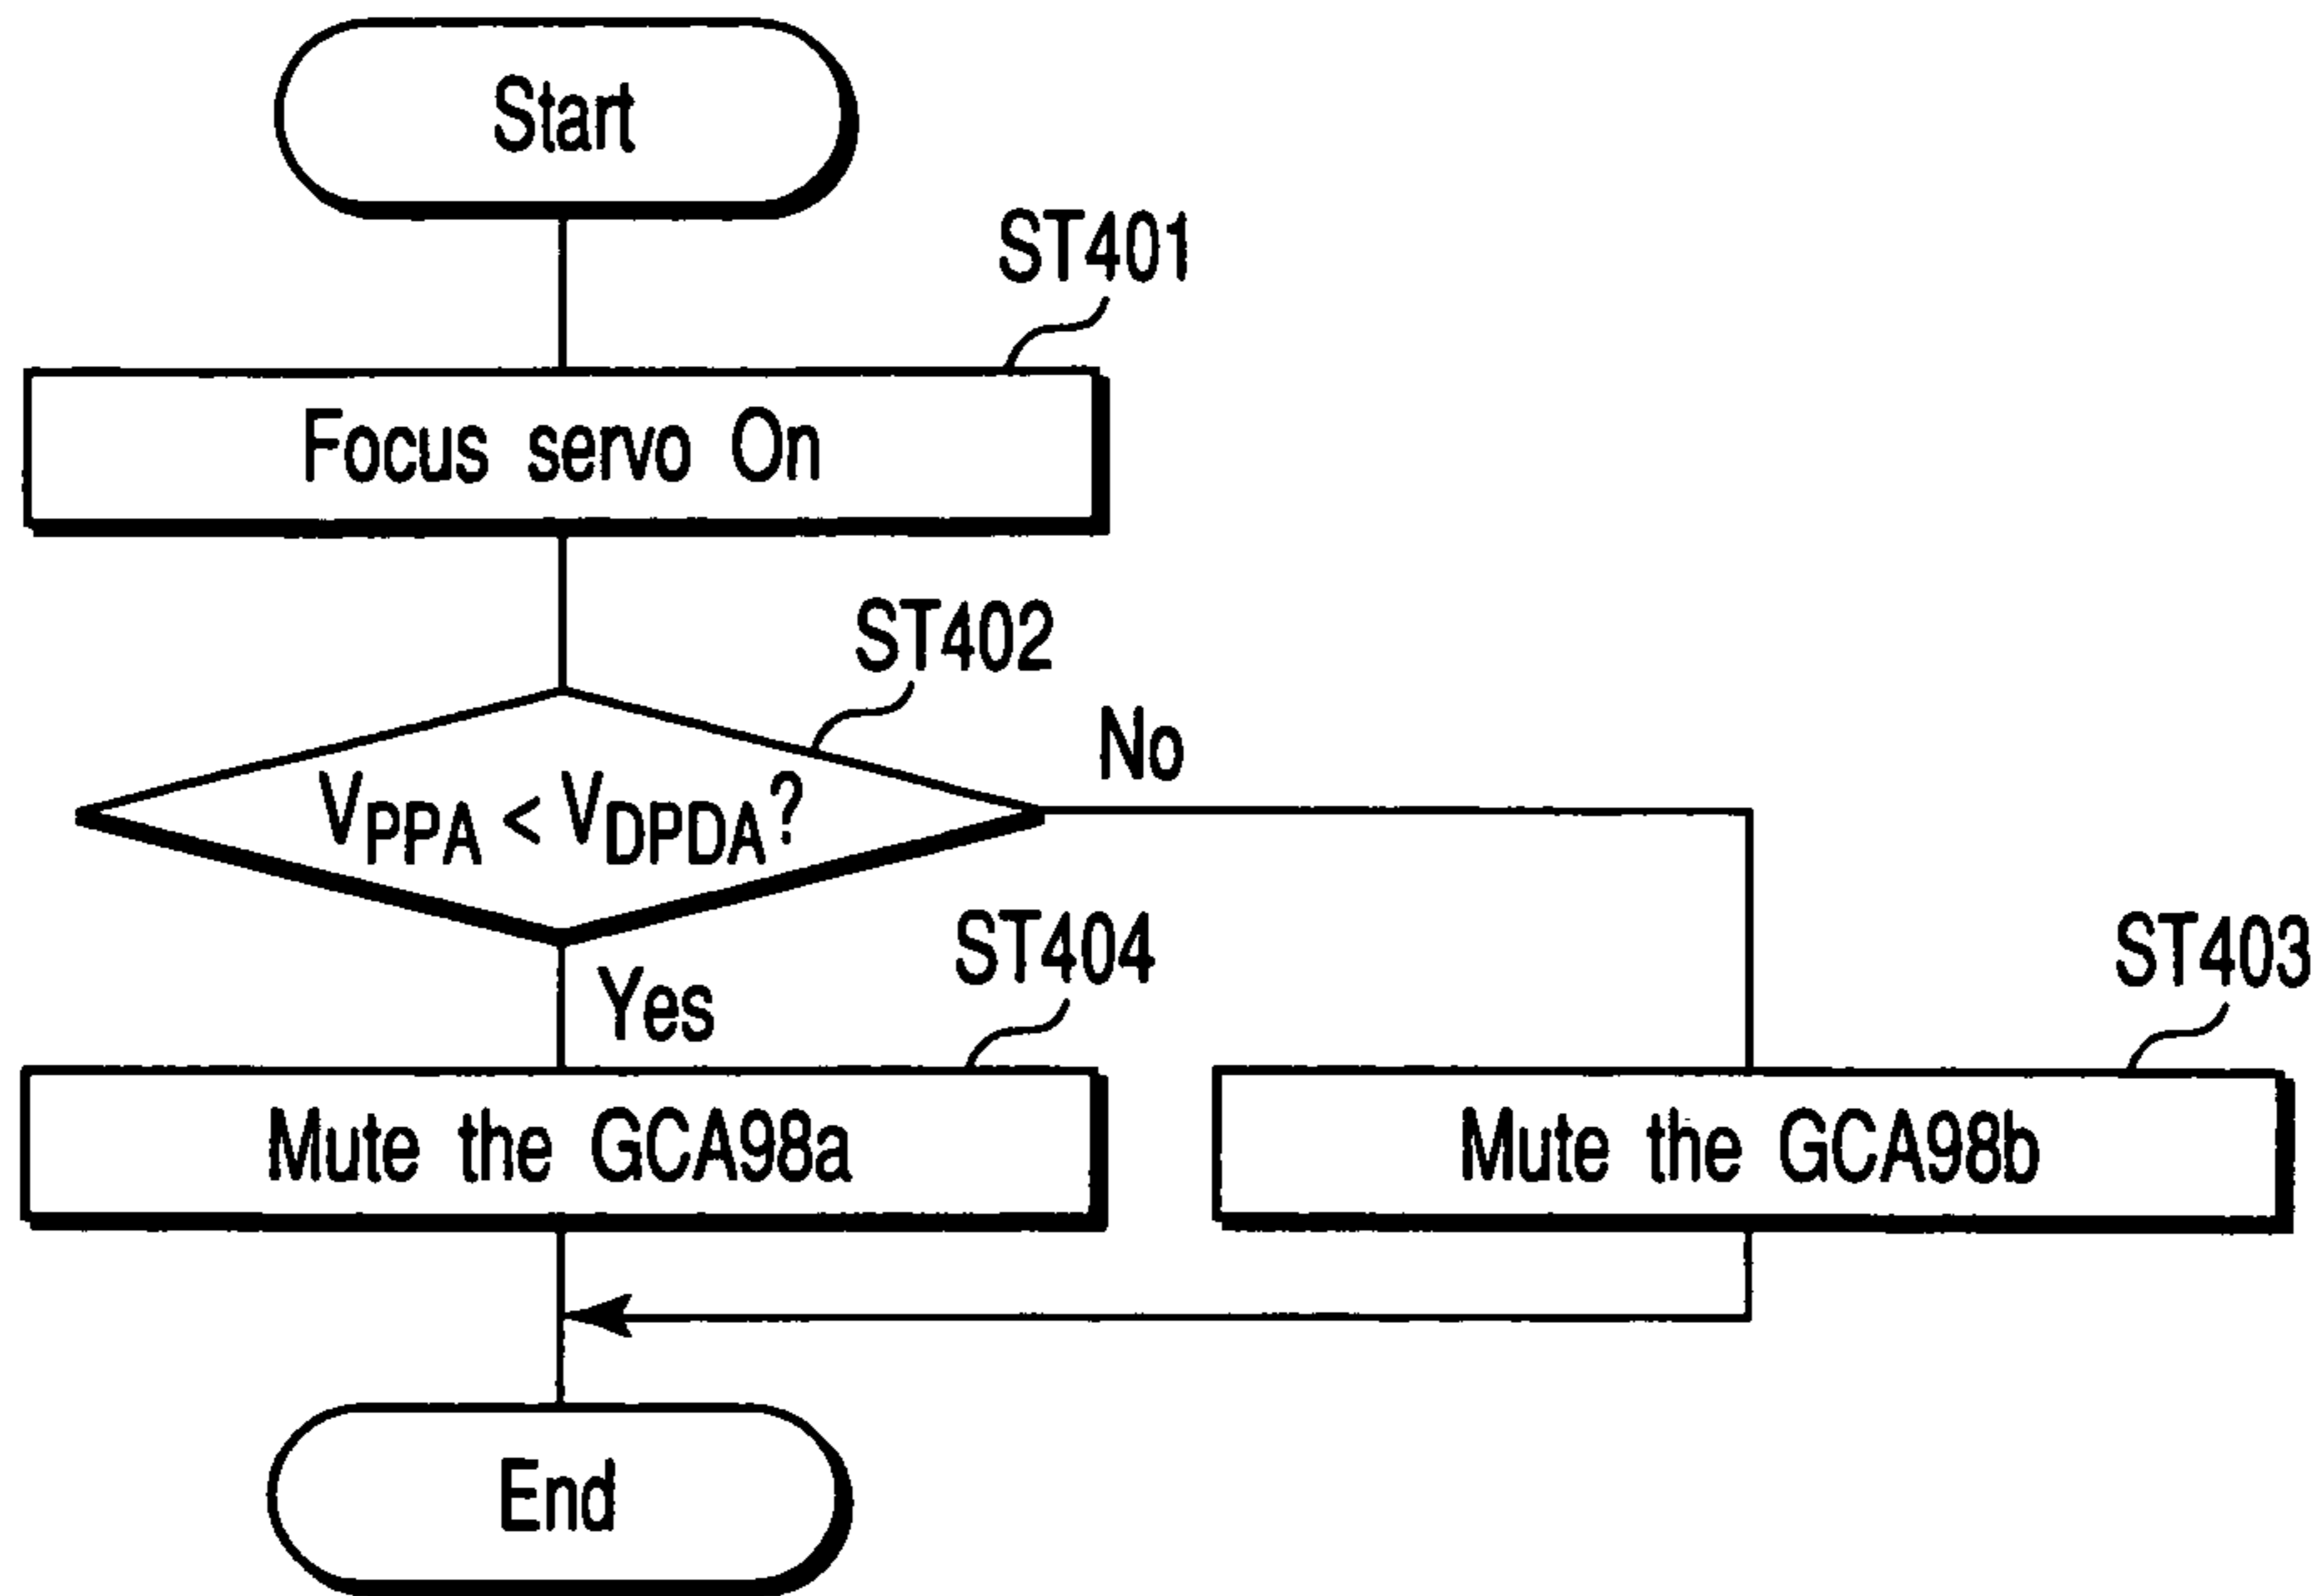 Start
ST401
Focus servo On
ST402
VPPA < VDPDA?
No
Yes
ST404
ST403
Mute the GCA98a
Mute the GCA98b
End